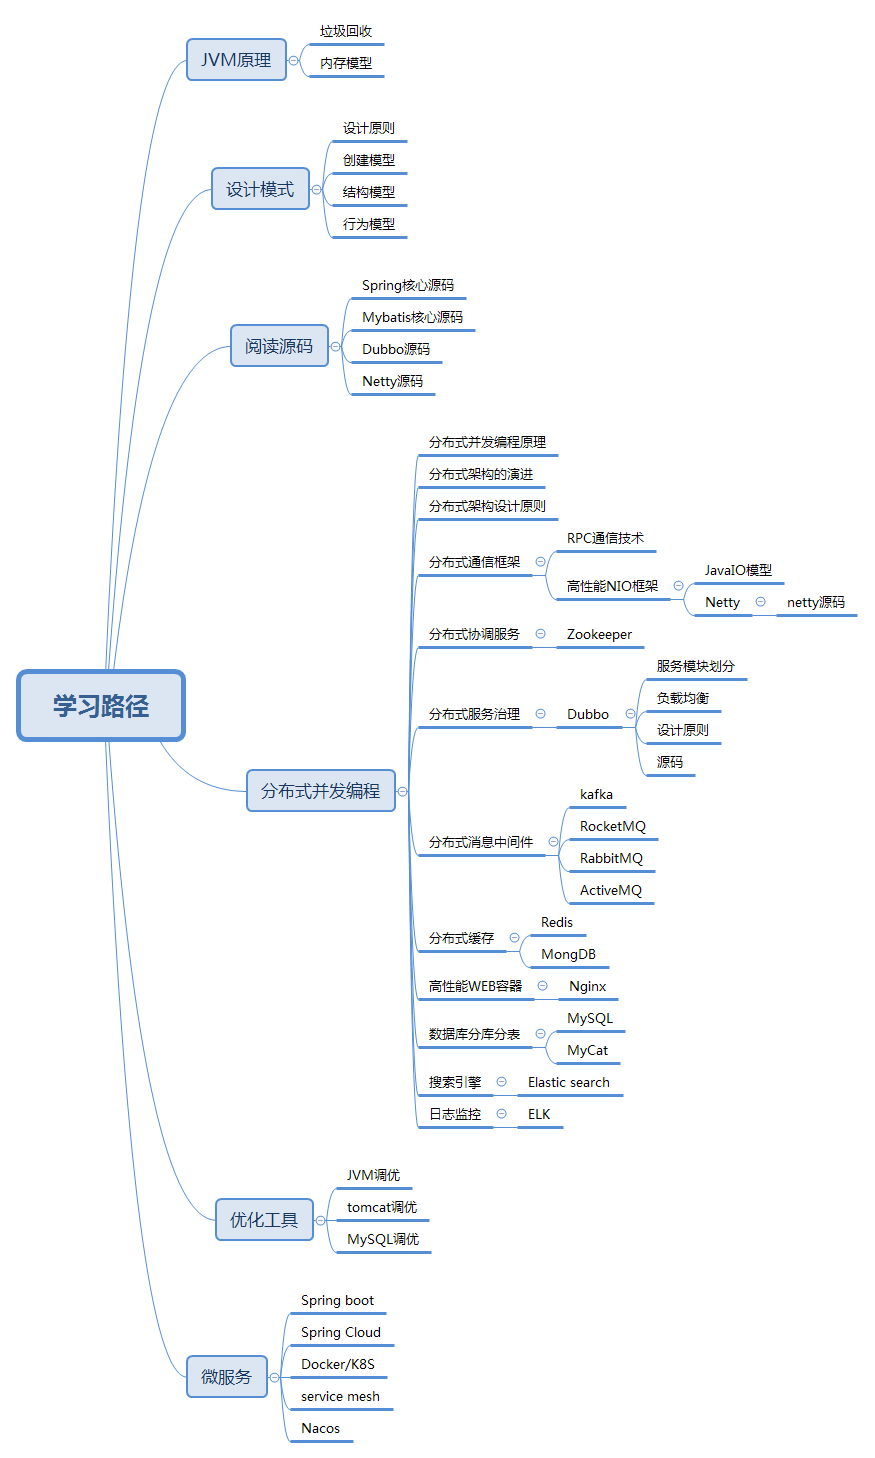 学习路径
JVM原理
垃圾回收
内存模型
设计模式
设计原则
创建模型
结构模型
行为模型
阅读源码
Spring核心源码
Mybatis核心源码
Dubbo源码
Netty源码
分布式并发编程
分布式并发编程原理
分布式架构的演进
分布式架构设计原则
分布式通信框架
RPC通信技术
高性能NIO框架
JavaIO模型
Netty
netty源码
分布式协调服务
Zookeeper
分布式服务治理
Dubbo
服务模块划分
负载均衡
设计原则
源码
分布式消息中间件
kafka
RocketMQ
RabbitMQ
ActiveMQ
分布式缓存
Redis
MongDB
高性能WEB容器
Nginx
数据库分库分表
MySQL
MyCat
搜索引擎
Elastic search
日志监控
ELK
优化工具
JVM调优
tomcat调优
MySQL调优
微服务
Spring boot
Spring Cloud
Docker/K8S
service mesh
Nacos